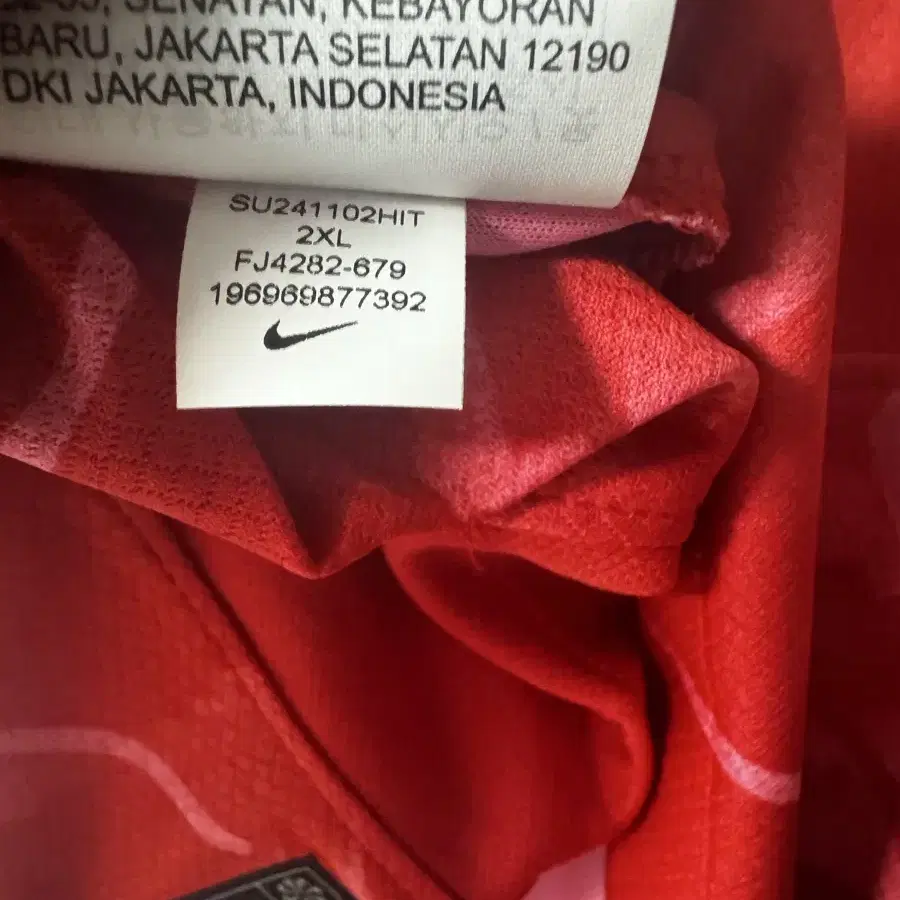 SENAYAN, KEBAYORAN
BARU, JAKARTA SELATAN 12190
DKI JAKARTA, INDONESIA
SU241102HIT
2XL
FJ4282-679
196969877392